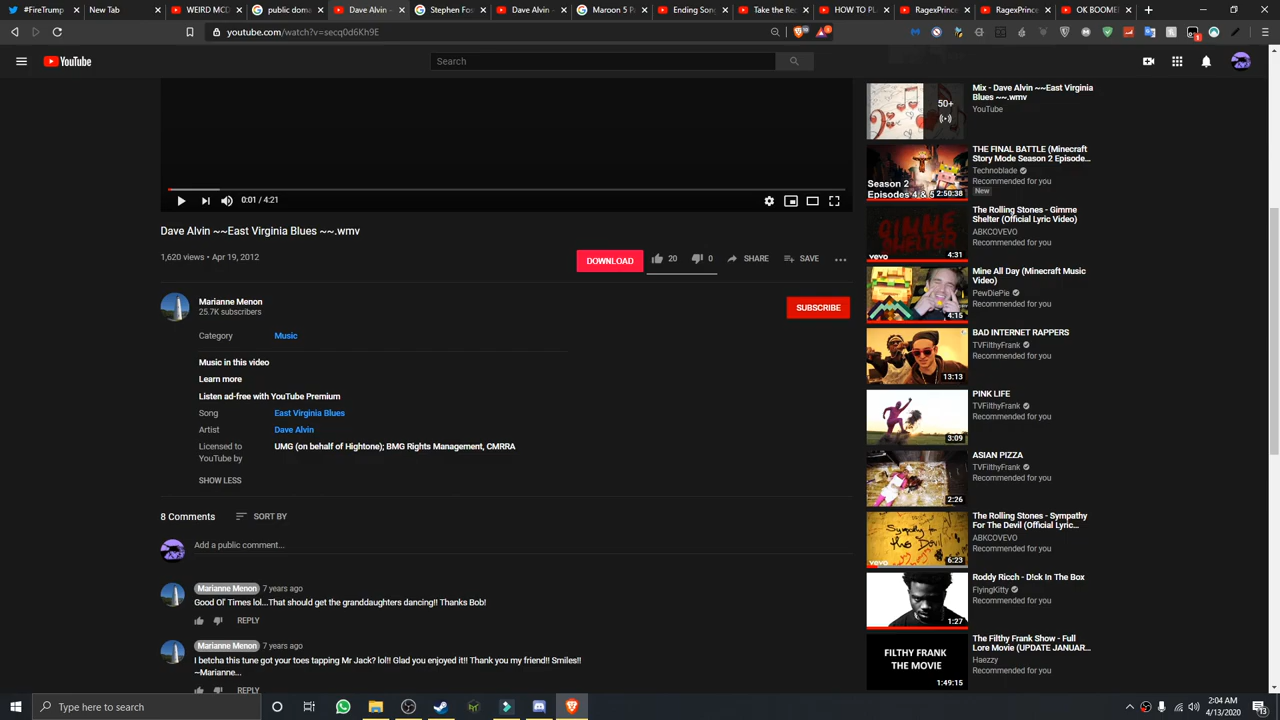 #FireTrump
New Tab
WEIRD MCD
public doma
Dave Alvin -
Stephen Fos
Dave Alvin -
Maroon 5 P
Ending Song
Take the Re
HOW TO PL
RagexPrince
RagexPrince
OK BOOME
youtube.com/watch?v=secq0d6Kh9E
YouTube
Search
0:01 / 4:21
Dave Alvin ~~East Virginia Blues ~~.wmv
1,620 views • Apr 19, 2012
DOWNLOAD
20
0
SHARE
SAVE
Marianne Menon
25.7K subscribers
SUBSCRIBE
Category Music
Music in this video
Learn more
Listen ad-free with YouTube Premium
Song East Virginia Blues
Artist Dave Alvin
Licensed to UMG (on behalf of Hightone); BMG Rights Management, CMRRA
YouTube by
SHOW LESS
8 Comments SORT BY
Add a public comment...
Marianne Menon 7 years ago
Good Ol' Times lol...That should get the granddaughters dancing!! Thanks Bob!
REPLY
Marianne Menon 7 years ago
I betcha this tune got your toes tapping Mr Jack? lol!! Glad you enjoyed it!! Thank you my friend!! Smiles!!
~Marianne...
REPLY
50+
Mix - Dave Alvin ~~East Virginia
Blues ~~.wmv
YouTube
Season 2
Episodes 4 & 5
2:50:38
THE FINAL BATTLE (Minecraft
Story Mode Season 2 Episode...
Technoblade
Recommended for you
New
GIMME
SHELTER
vevo
4:31
The Rolling Stones - Gimme
Shelter (Official Lyric Video)
ABKCOVEVO
Recommended for you
4:15
Mine All Day (Minecraft Music
Video)
PewDiePie
Recommended for you
13:13
BAD INTERNET RAPPERS
TVFilthyFrank
Recommended for you
3:09
PINK LIFE
TVFilthyFrank
Recommended for you
2:26
ASIAN PIZZA
TVFilthyFrank
Recommended for you
Sympathy for
the Devil
vevo
6:23
The Rolling Stones - Sympathy
For The Devil (Official Lyric...
ABKCOVEVO
Recommended for you
1:27
Roddy Ricch - D!ck In The Box
FlyingKitty
Recommended for you
FILTHY FRANK
THE MOVIE
1:49:15
The Filthy Frank Show - Full
Lore Movie (UPDATE JANUAR...
Haezzy
Recommended for you
Type here to search
2:04 AM
4/13/2020
3